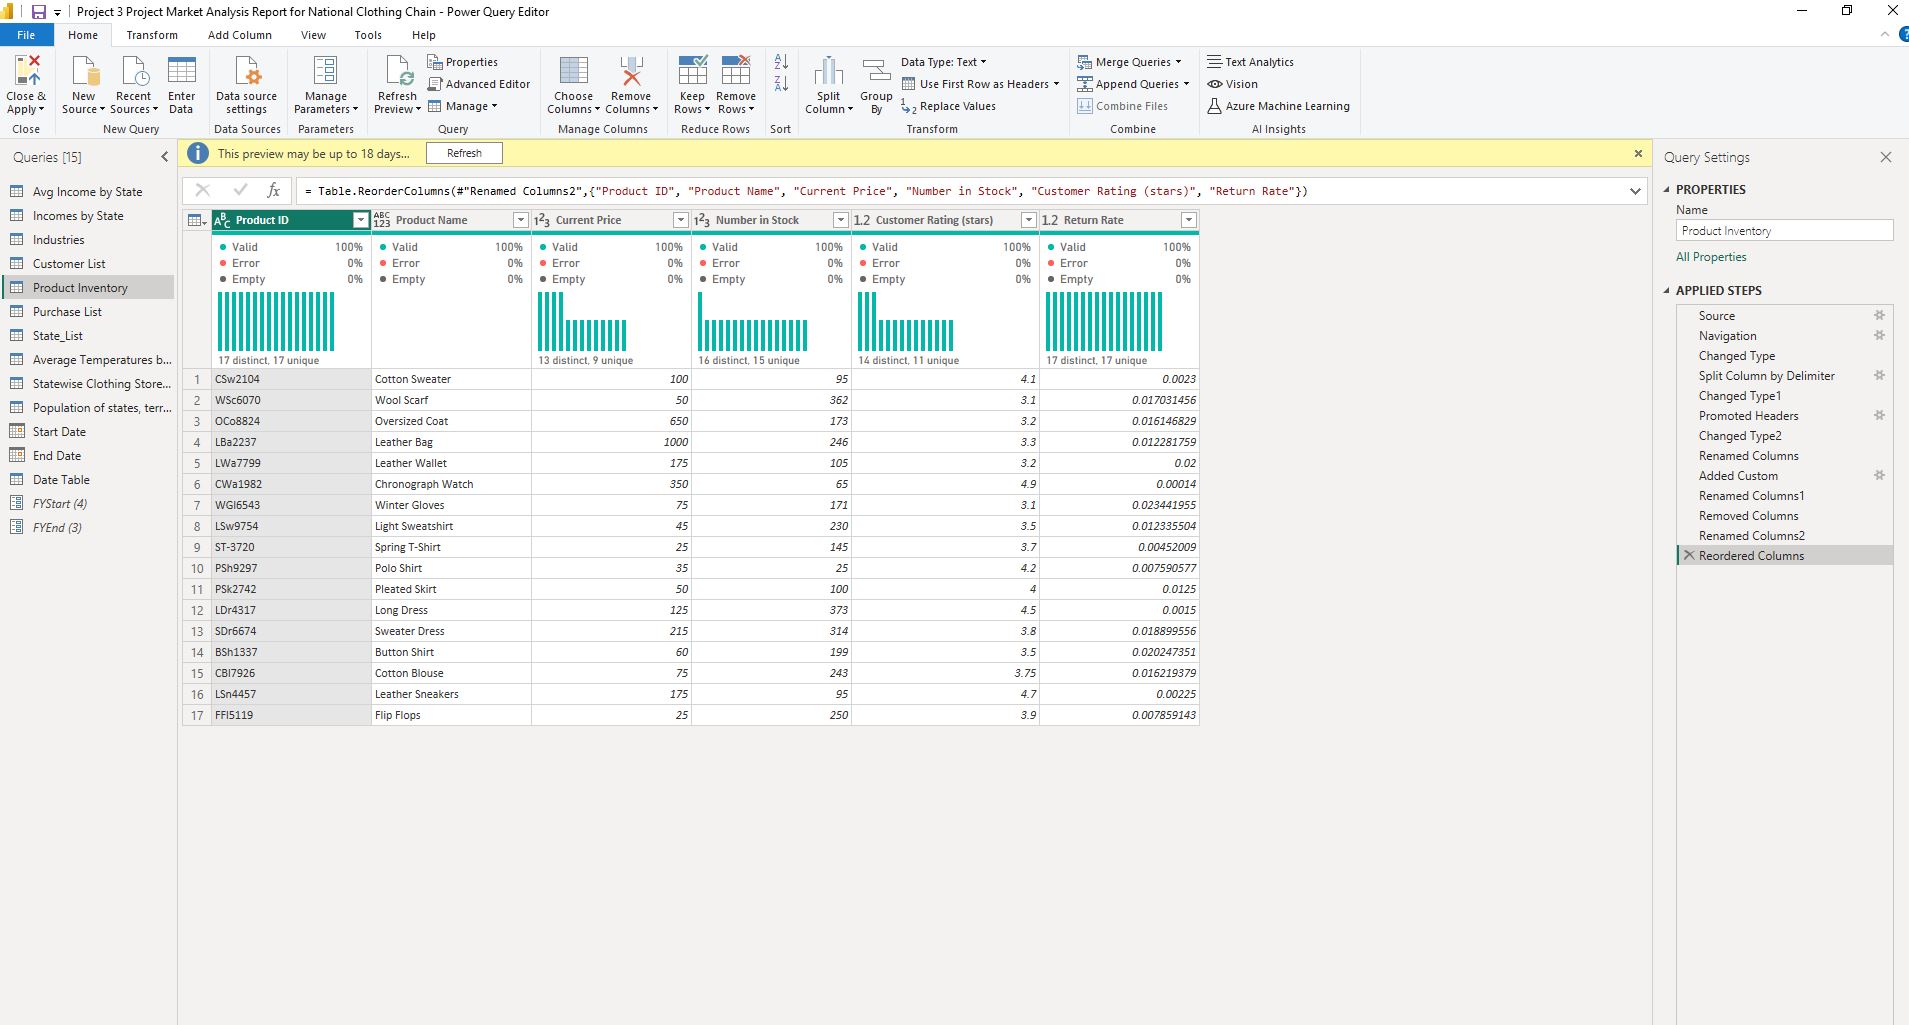 Project 3 Project Market Analysis Report for National Clothing Chain - Power Query Editor
File Home Transform Add Column View Tools Help
Close & Apply
New Source
Recent Sources
Enter Data
Data source settings
Manage Parameters
Refresh Preview
Properties
Advanced Editor
Manage
Choose Columns
Remove Columns
Keep Rows
Remove Rows
Split Column
Group By
Data Type: Text
Use First Row as Headers
Replace Values
Merge Queries
Append Queries
Combine Files
Text Analytics
Vision
Azure Machine Learning
Close New Query Data Sources Parameters Query Manage Columns Reduce Rows Sort Transform Combine AI Insights
Queries [15]
Avg Income by State
Incomes by State
Industries
Customer List
Product Inventory
Purchase List
State_List
Average Temperatures b...
Statewise Clothing Store...
Population of states, terr...
Start Date
End Date
Date Table
FYStart (4)
FYEnd (3)
This preview may be up to 18 days... Refresh
fx = Table.ReorderColumns(#"Renamed Columns2",{"Product ID", "Product Name", "Current Price", "Number in Stock", "Customer Rating (stars)", "Return Rate"})
ABC Product ID ABC 123 Product Name 123 Current Price 123 Number in Stock 1.2 Customer Rating (stars) 1.2 Return Rate
Valid 100% Valid 100% Valid 100% Valid 100% Valid 100% Valid 100%
Error 0% Error 0% Error 0% Error 0% Error 0% Error 0%
Empty 0% Empty 0% Empty 0% Empty 0% Empty 0% Empty 0%
17 distinct, 17 unique 13 distinct, 9 unique 16 distinct, 15 unique 14 distinct, 11 unique 17 distinct, 17 unique
1 CSw2104 Cotton Sweater 100 95 4.1 0.0023
2 WSc6070 Wool Scarf 50 362 3.1 0.017031456
3 OCo8824 Oversized Coat 650 173 3.2 0.016146829
4 LBa2237 Leather Bag 1000 246 3.3 0.012281759
5 LWa7799 Leather Wallet 175 105 3.2 0.02
6 CWa1982 Chronograph Watch 350 65 4.9 0.00014
7 WGl6543 Winter Gloves 75 171 3.1 0.023441955
8 LSw9754 Light Sweatshirt 45 230 3.5 0.012335504
9 ST-3720 Spring T-Shirt 25 145 3.7 0.00452009
10 PSh9297 Polo Shirt 35 25 4.2 0.007590577
11 PSk2742 Pleated Skirt 50 100 4 0.0125
12 LDr4317 Long Dress 125 373 4.5 0.0015
13 SDr6674 Sweater Dress 215 314 3.8 0.018899556
14 BSh1337 Button Shirt 60 199 3.5 0.020247351
15 CBl7926 Cotton Blouse 75 243 3.75 0.016219379
16 LSn4457 Leather Sneakers 175 95 4.7 0.00225
17 FFl5119 Flip Flops 25 250 3.9 0.007859143
Query Settings
PROPERTIES
Name
Product Inventory
All Properties
APPLIED STEPS
Source
Navigation
Changed Type
Split Column by Delimiter
Changed Type1
Promoted Headers
Changed Type2
Renamed Columns
Added Custom
Renamed Columns1
Removed Columns
Renamed Columns2
Reordered Columns